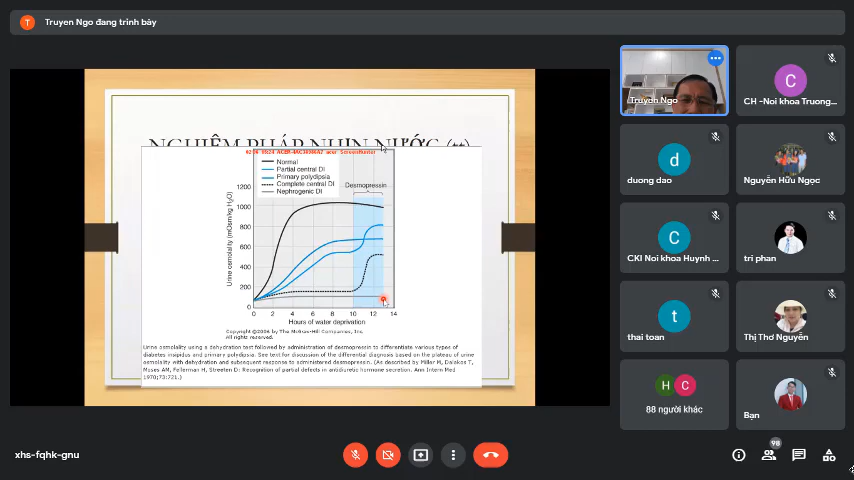 T
Truyen Ngo đang trình bày
NGHIỆM PHÁP NHỊN NƯỚC (tt)
Normal
Partial central DI
Primary polydipsia
Complete central DI
Nephrogenic DI
Desmopressin
Urine osmolality (mOsm/kg H2O)
1200
1000
800
600
400
200
0
0 2 4 6 8 10 12 14
Hours of water deprivation
Copyright ©2006 by The McGraw-Hill Companies, Inc.
All rights reserved.
Urine osmolality using a dehydration test followed by administration of desmopressin to differentiate various types of
diabetes insipidus and primary polydipsia. See text for discussion of the differential diagnosis based on the plateau of urine
osmolality with dehydration and subsequent response to administered desmopressin. (As described by Miller M, Dalakos T,
Moses AM, Fellerman H, Streeten D: Recognition of partial defects in antidiuretic hormone secretion. Ann Intern Med
1970;73:721.)
Truyen Ngo
C
CH -Noi khoa Truong...
d
duong dao
Nguyễn Hữu Ngọc
C
CKI Noi khoa Huynh ...
tri phan
t
thai toan
Thị Thơ Nguyễn
H C
88 người khác
Bạn
xhs-fqhk-gnu
98